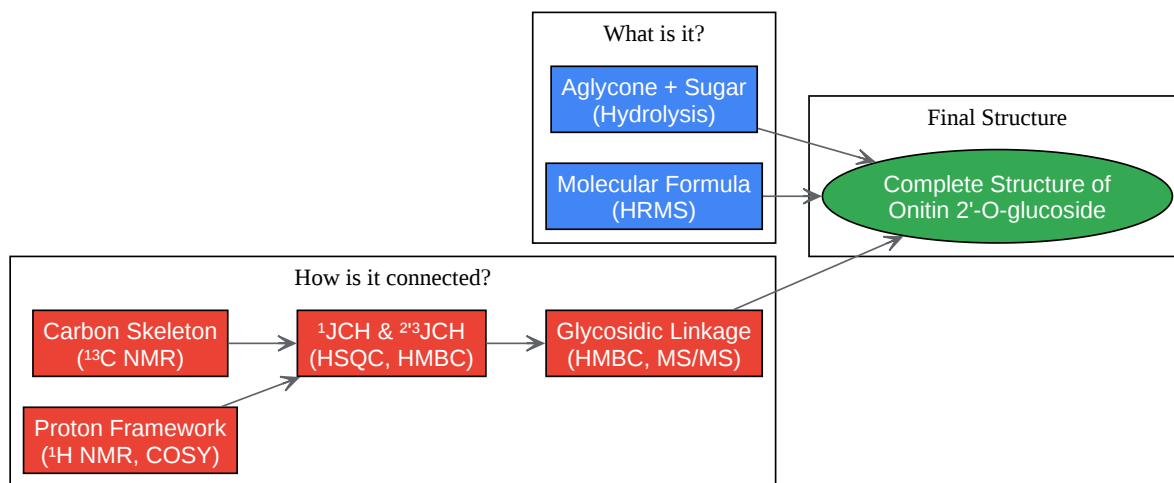 What is it?
Aglycone + Sugar
(Hydrolysis)
Molecular Formula
(HRMS)
Final Structure
Complete Structure of
Onitin 2'-O-glucoside
How is it connected?
Carbon Skeleton
(¹³C NMR)
¹JCH & ²'³JCH
(HSQC, HMBC)
Glycosidic Linkage
(HMBC, MS/MS)
Proton Framework
(¹H NMR, COSY)